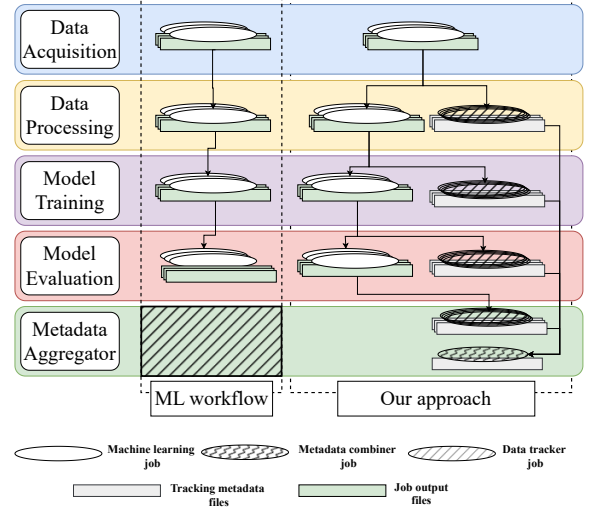 Data
Acquisition
Data
Processing
Model
Training
Model
Evaluation
Metadata
Aggregator
ML workflow
Our approach
Machine learning
job
Metadata combiner
job
Data tracker
job
Tracking metadata
files
Job output
files